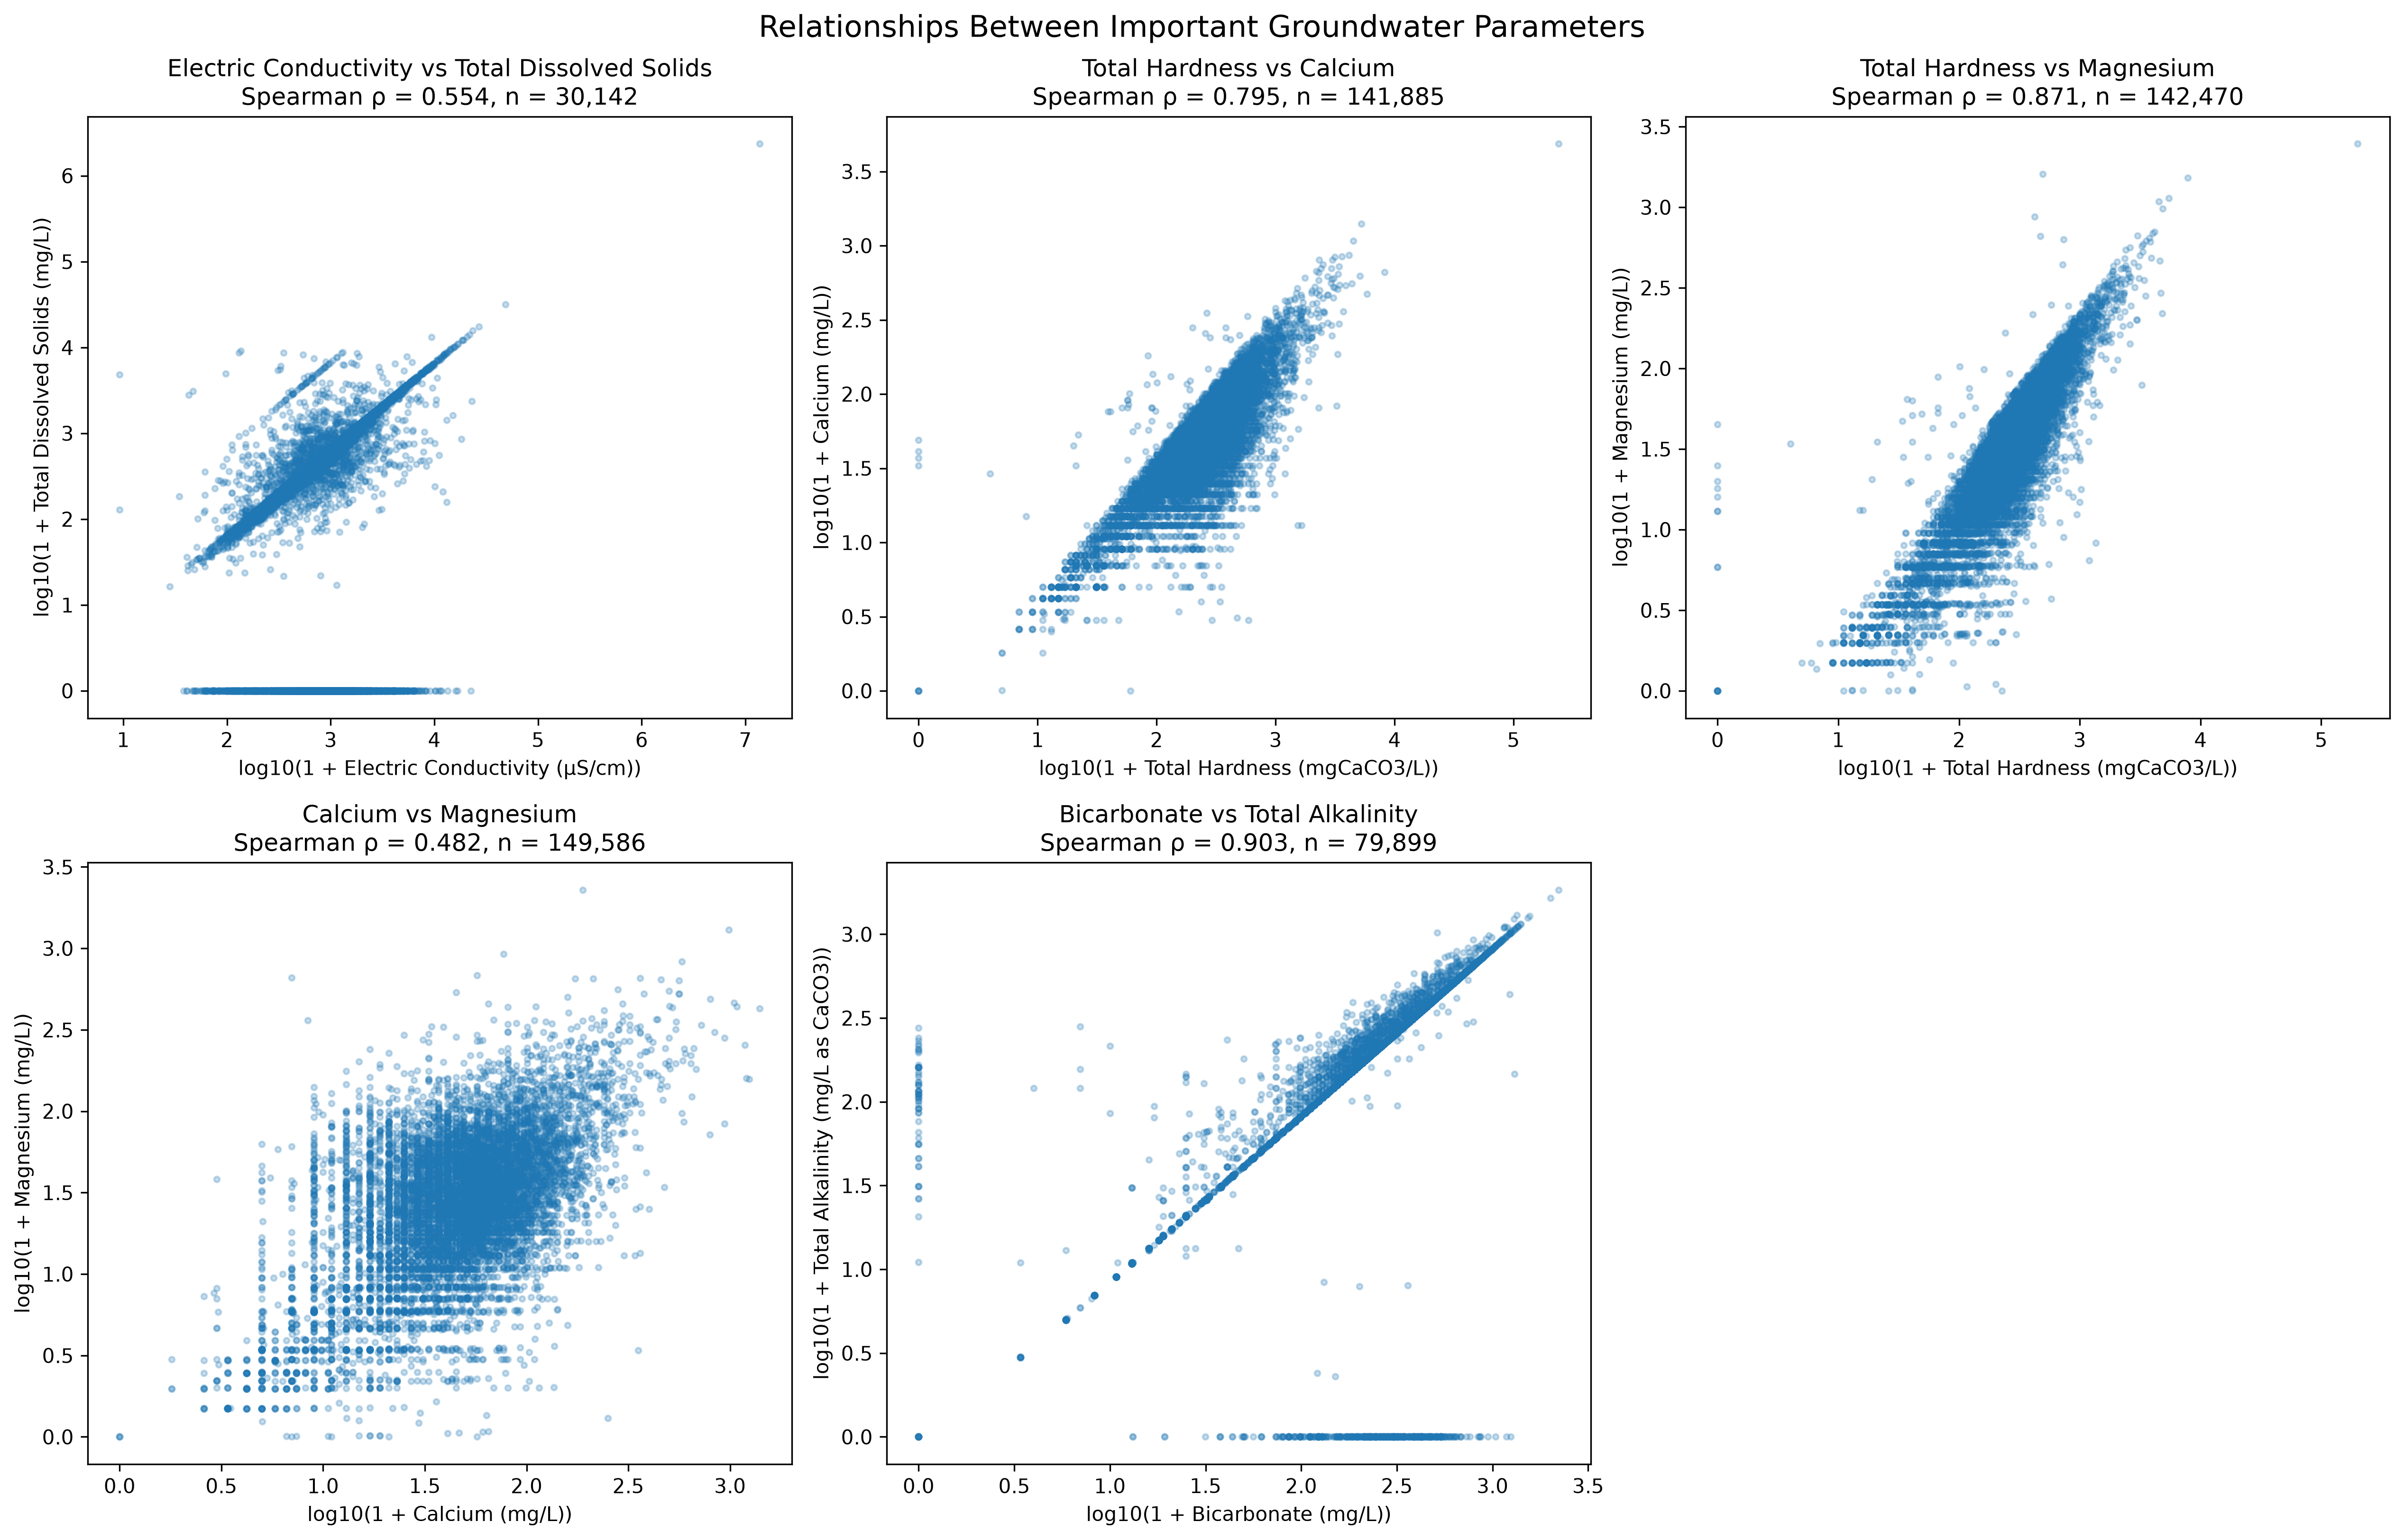 Relationships Between Important Groundwater Parameters
Electric Conductivity vs Total Dissolved Solids
Spearman ρ = 0.554, n = 30,142
log10(1 + Total Dissolved Solids (mg/L))
6
5
4
3
2
1
0
1 2 3 4 5 6 7
log10(1 + Electric Conductivity (µS/cm))
Total Hardness vs Calcium
Spearman ρ = 0.795, n = 141,885
log10(1 + Calcium (mg/L))
3.5
3.0
2.5
2.0
1.5
1.0
0.5
0.0
0 1 2 3 4 5
log10(1 + Total Hardness (mgCaCO3/L))
Total Hardness vs Magnesium
Spearman ρ = 0.871, n = 142,470
log10(1 + Magnesium (mg/L))
3.5
3.0
2.5
2.0
1.5
1.0
0.5
0.0
0 1 2 3 4 5
log10(1 + Total Hardness (mgCaCO3/L))
Calcium vs Magnesium
Spearman ρ = 0.482, n = 149,586
log10(1 + Magnesium (mg/L))
3.5
3.0
2.5
2.0
1.5
1.0
0.5
0.0
0.0 0.5 1.0 1.5 2.0 2.5 3.0
log10(1 + Calcium (mg/L))
Bicarbonate vs Total Alkalinity
Spearman ρ = 0.903, n = 79,899
log10(1 + Total Alkalinity (mg/L as CaCO3))
3.0
2.5
2.0
1.5
1.0
0.5
0.0
0.0 0.5 1.0 1.5 2.0 2.5 3.0 3.5
log10(1 + Bicarbonate (mg/L))